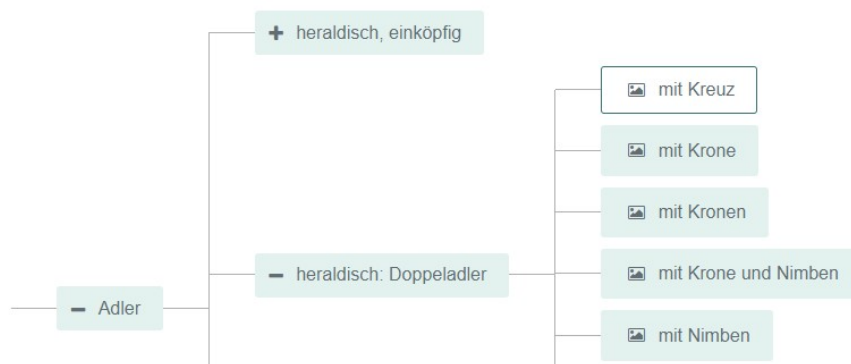 heraldisch, einköpfig
mit Kreuz
mit Krone
mit Kronen
heraldisch: Doppeladler
mit Krone und Nimben
Adler
mit Nimben